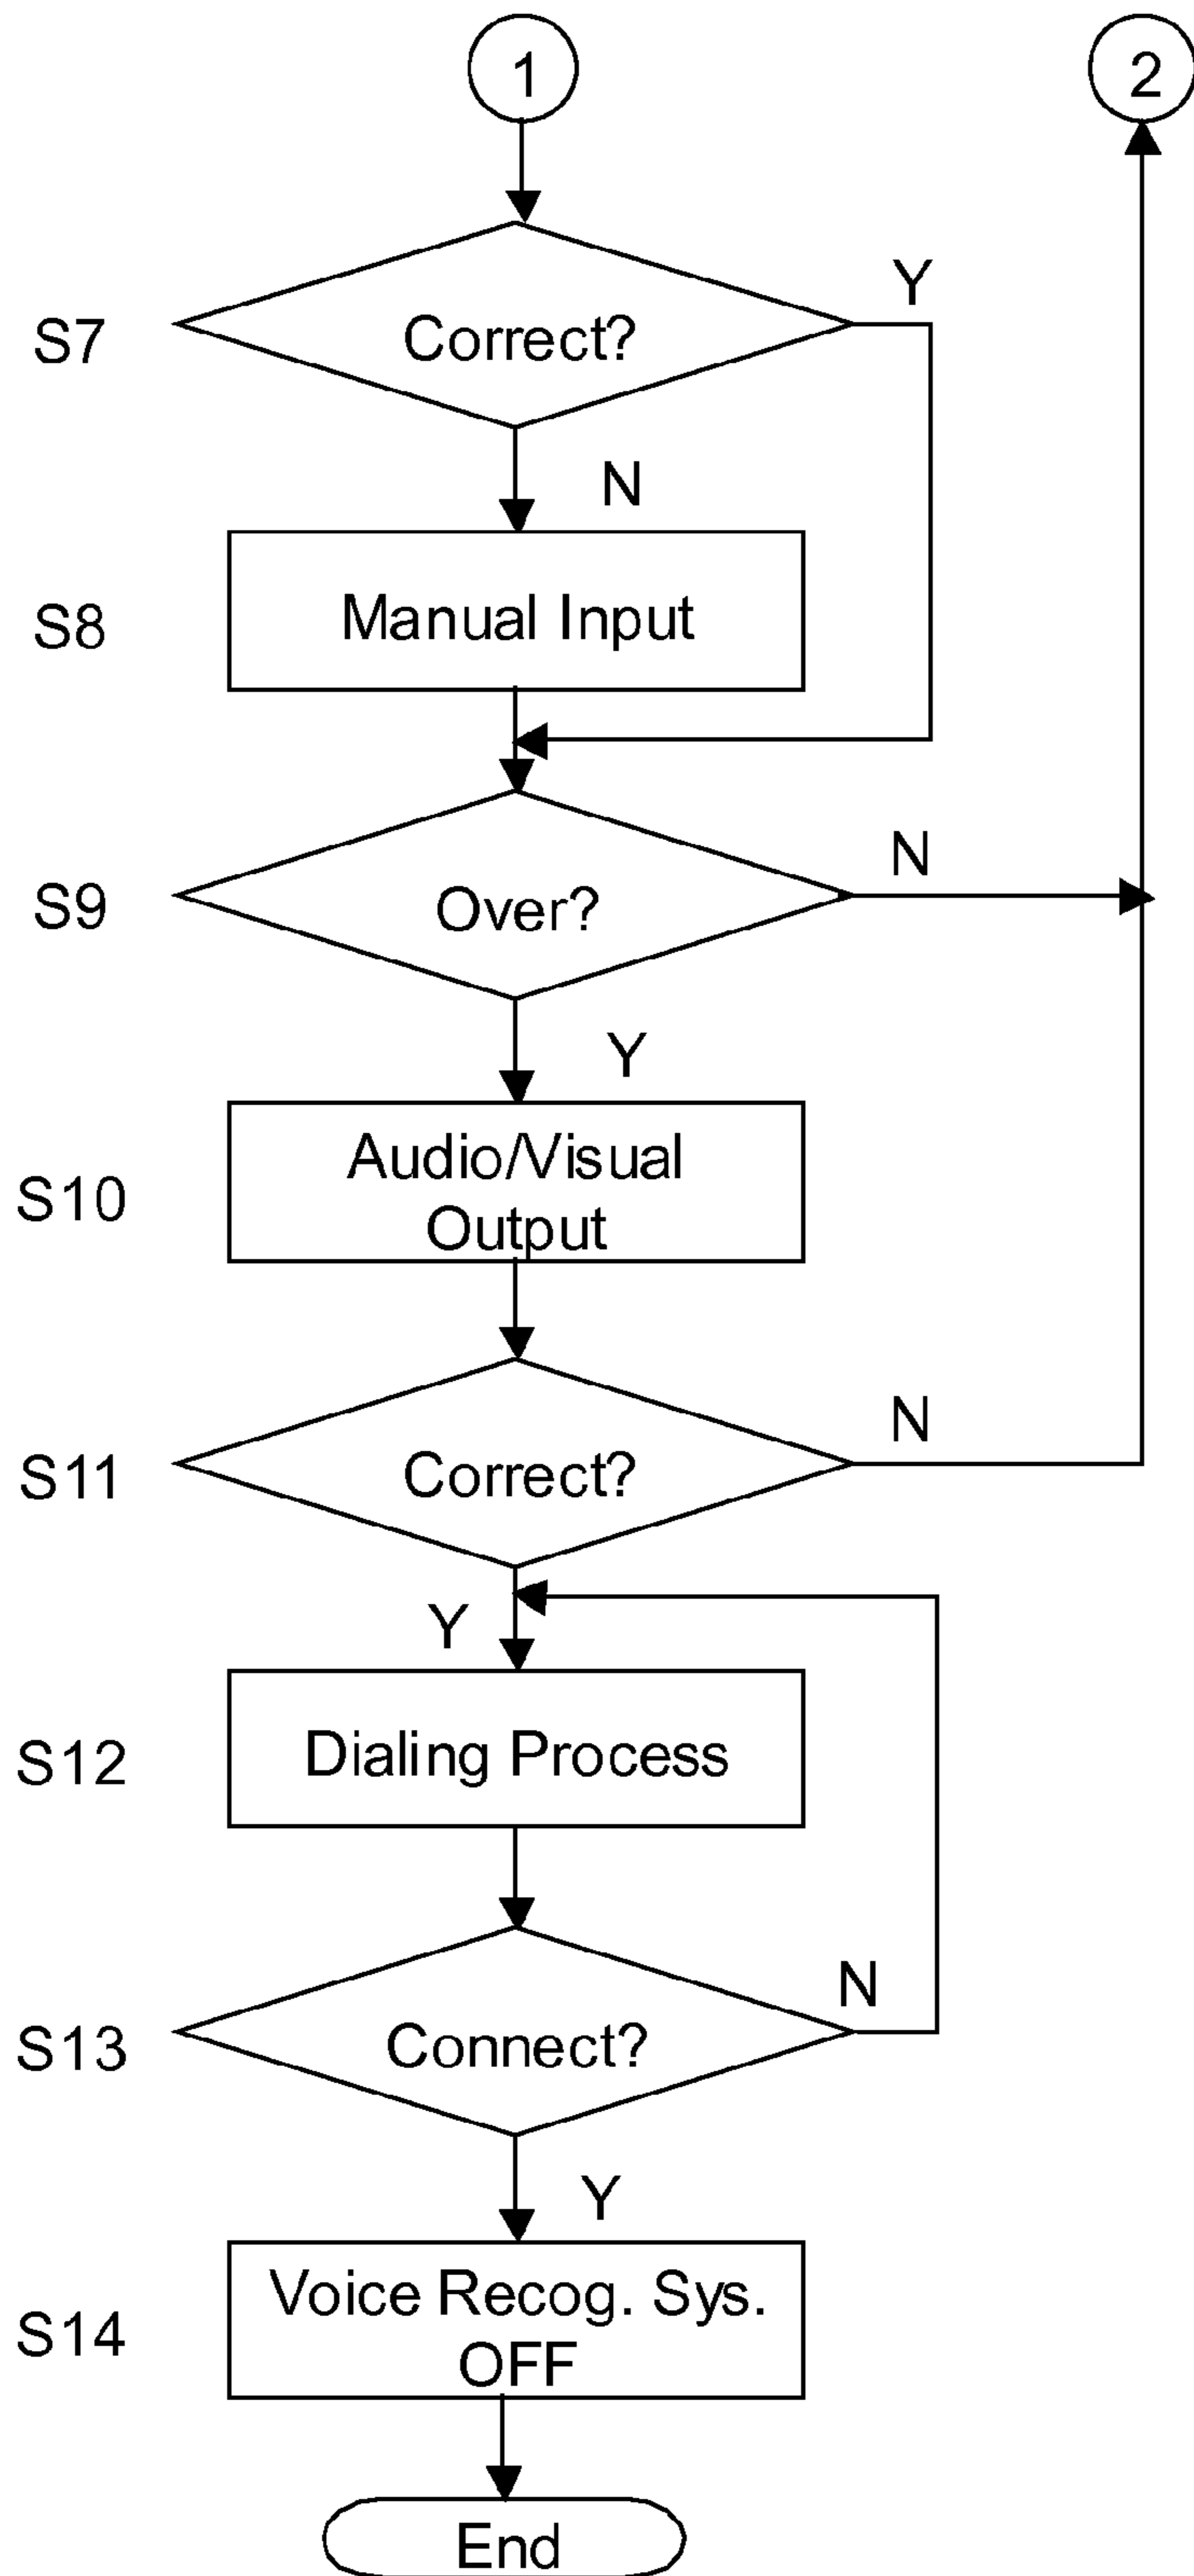 1
2
Y
S7
Correct?
N
S8
Manual Input
N
S9
Over?
Y
S10
Audio/Visual
Output
N
S11
Correct?
Y
S12
Dialing Process
N
S13
Connect?
Y
S14
Voice Recog. Sys.
OFF
End